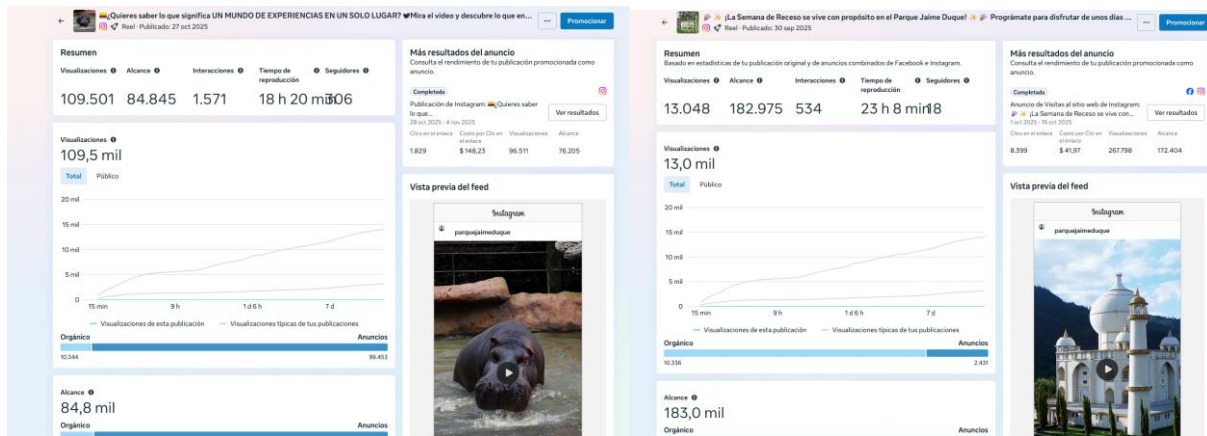 ¿Quieres saber lo que significa UN MUNDO DE EXPERIENCIAS EN UN SOLO LUGAR? Mira el video y descubre lo que en...
Reel · Publicado: 27 oct 2025
Promocionar
Resumen
Visualizaciones Alcance Interacciones Tiempo de reproducción Seguidores
109.501 84.845 1.571 18 h 20 min 306
Visualizaciones
109,5 mil
Total Público
20 mil
15 mil
10 mil
5 mil
0
15 min 9 h 1 d 6 h 7 d
Visualizaciones de esta publicación Visualizaciones típicas de tus publicaciones
Orgánico Anuncios
10.344 99.453
Alcance
84,8 mil
Orgánico Anuncios
Más resultados del anuncio
Consulta el rendimiento de tu publicación promocionada como
anuncio.
Completada
Publicación de Instagram: ¿Quieres saber
lo que...
28 oct 2025 - 4 nov 2025
Ver resultados
Clics en el enlace Costo por Clic en el enlace Visualizaciones Alcance
1.829 $ 148,23 96.511 76.205
Vista previa del feed
Instagram
parquejaimeduque
¡La Semana de Receso se vive con propósito en el Parque Jaime Duque! Prográmate para disfrutar de unos días ...
Reel · Publicado: 30 sep 2025
Promocionar
Resumen
Basado en estadísticas de tu publicación original y de anuncios combinados de Facebook e Instagram.
Visualizaciones Alcance Interacciones Tiempo de reproducción Seguidores
13.048 182.975 534 23 h 8 min 18
Visualizaciones
13,0 mil
Total Público
20 mil
15 mil
10 mil
5 mil
0
15 min 9 h 1 d 6 h 7 d
Visualizaciones de esta publicación Visualizaciones típicas de tus publicaciones
Orgánico Anuncios
10.336 2.431
Alcance
183,0 mil
Orgánico Anuncios
Más resultados del anuncio
Consulta el rendimiento de tu publicación promocionada como
anuncio.
Completada
Anuncio de Visitas al sitio web de Instagram:
¡La Semana de Receso se vive con...
1 oct 2025 - 16 oct 2025
Ver resultados
Clics en el enlace Costo por Clic en el enlace Visualizaciones Alcance
8.399 $ 41,97 267.798 172.404
Vista previa del feed
Instagram
parquejaimeduque